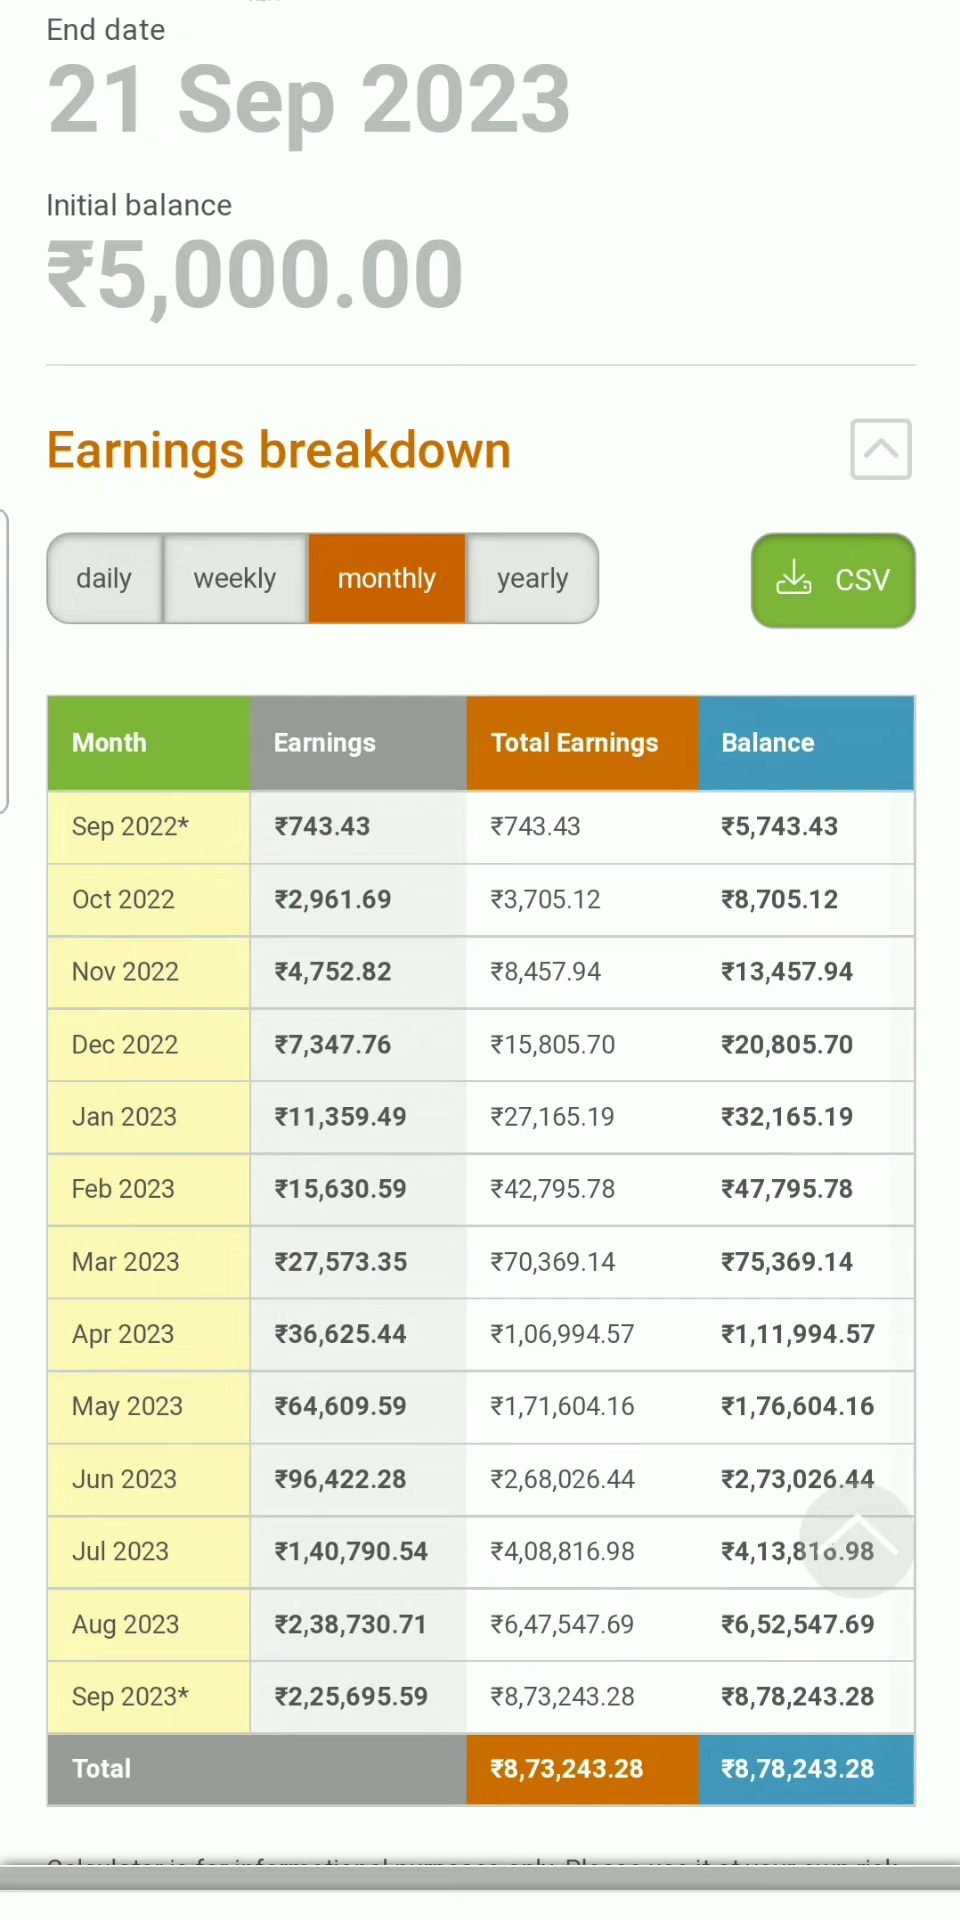 End date
21 Sep 2023
Initial balance
₹5,000.00
Earnings breakdown
daily weekly monthly yearly CSV
Month Earnings Total Earnings Balance
Sep 2022* ₹743.43 ₹743.43 ₹5,743.43
Oct 2022 ₹2,961.69 ₹3,705.12 ₹8,705.12
Nov 2022 ₹4,752.82 ₹8,457.94 ₹13,457.94
Dec 2022 ₹7,347.76 ₹15,805.70 ₹20,805.70
Jan 2023 ₹11,359.49 ₹27,165.19 ₹32,165.19
Feb 2023 ₹15,630.59 ₹42,795.78 ₹47,795.78
Mar 2023 ₹27,573.35 ₹70,369.14 ₹75,369.14
Apr 2023 ₹36,625.44 ₹1,06,994.57 ₹1,11,994.57
May 2023 ₹64,609.59 ₹1,71,604.16 ₹1,76,604.16
Jun 2023 ₹96,422.28 ₹2,68,026.44 ₹2,73,026.44
Jul 2023 ₹1,40,790.54 ₹4,08,816.98 ₹4,13,816.98
Aug 2023 ₹2,38,730.71 ₹6,47,547.69 ₹6,52,547.69
Sep 2023* ₹2,25,695.59 ₹8,73,243.28 ₹8,78,243.28
Total ₹8,73,243.28 ₹8,78,243.28